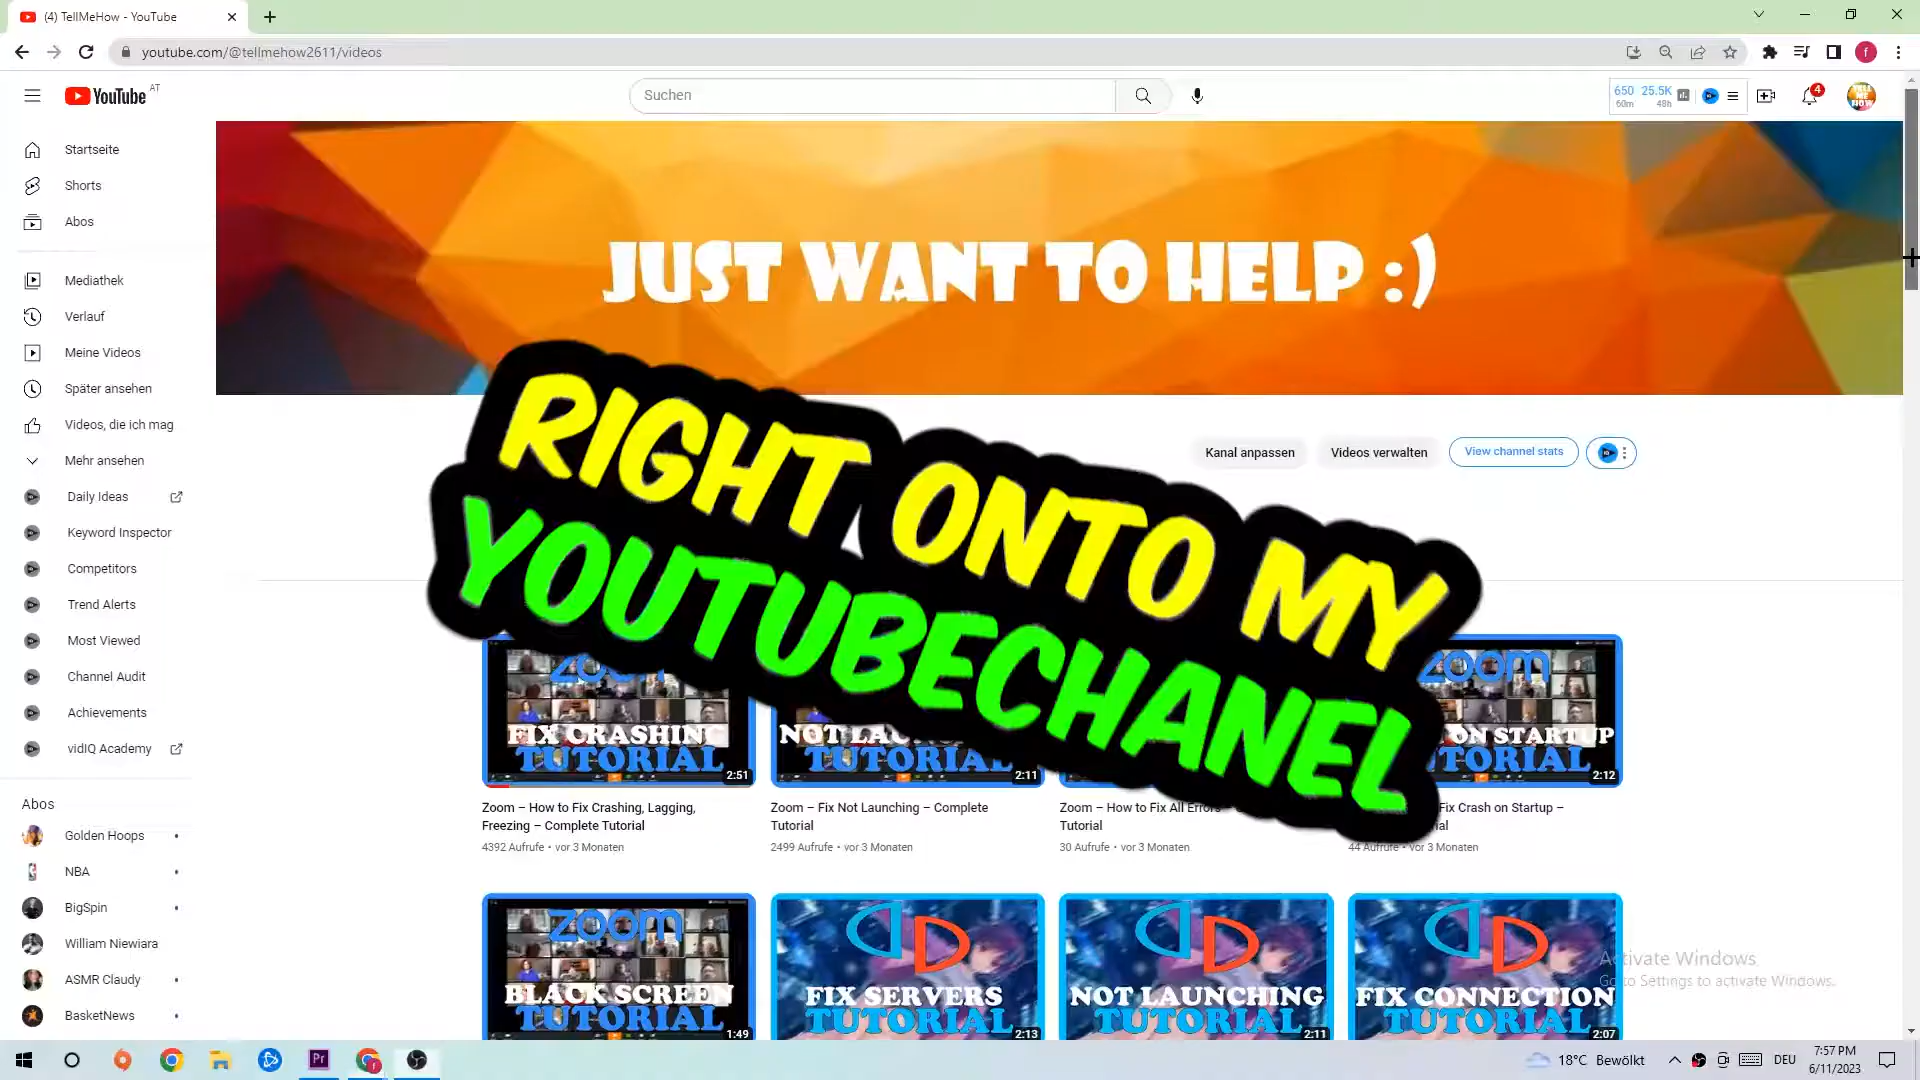 (4) TellMeHow - YouTube
youtube.com/@tellmehow2611/videos
YouTube AT
Suchen
650 25.5K
60m 48h
4
Startseite
Shorts
Abos
Mediathek
Verlauf
Meine Videos
Später ansehen
Videos, die ich mag
Mehr ansehen
Daily Ideas
Keyword Inspector
Competitors
Trend Alerts
Most Viewed
Channel Audit
Achievements
vidIQ Academy
Abos
Golden Hoops
NBA
BigSpin
William Niewiara
ASMR Claudy
BasketNews
JUST WANT TO HELP :)
Kanal anpassen
Videos verwalten
View channel stats
RIGHT ONTO MY
YOUTUBECHANEL
FIX CRASHING
TUTORIAL
2:51
Zoom – How to Fix Crashing, Lagging,
Freezing – Complete Tutorial
4392 Aufrufe • vor 3 Monaten
TUTORIAL
2:11
Zoom – Fix Not Launching – Complete
Tutorial
2499 Aufrufe • vor 3 Monaten
Zoom – How to Fix All Errors
Tutorial
30 Aufrufe • vor 3 Monaten
ZOOM
ON STARTUP
2:12
Fix Crash on Startup –
44 Aufrufe • vor 3 Monaten
ZOOM
BLACK SCREEN
TUTORIAL
1:49
FIX SERVERS
TUTORIAL
2:13
NOT LAUNCHING
TUTORIAL
2:11
FIX CONNECTION
TUTORIAL
2:07
Activate Windows
Go to Settings to activate Windows.
Pr
18°C Bewölkt
DEU
7:57 PM
6/11/2023